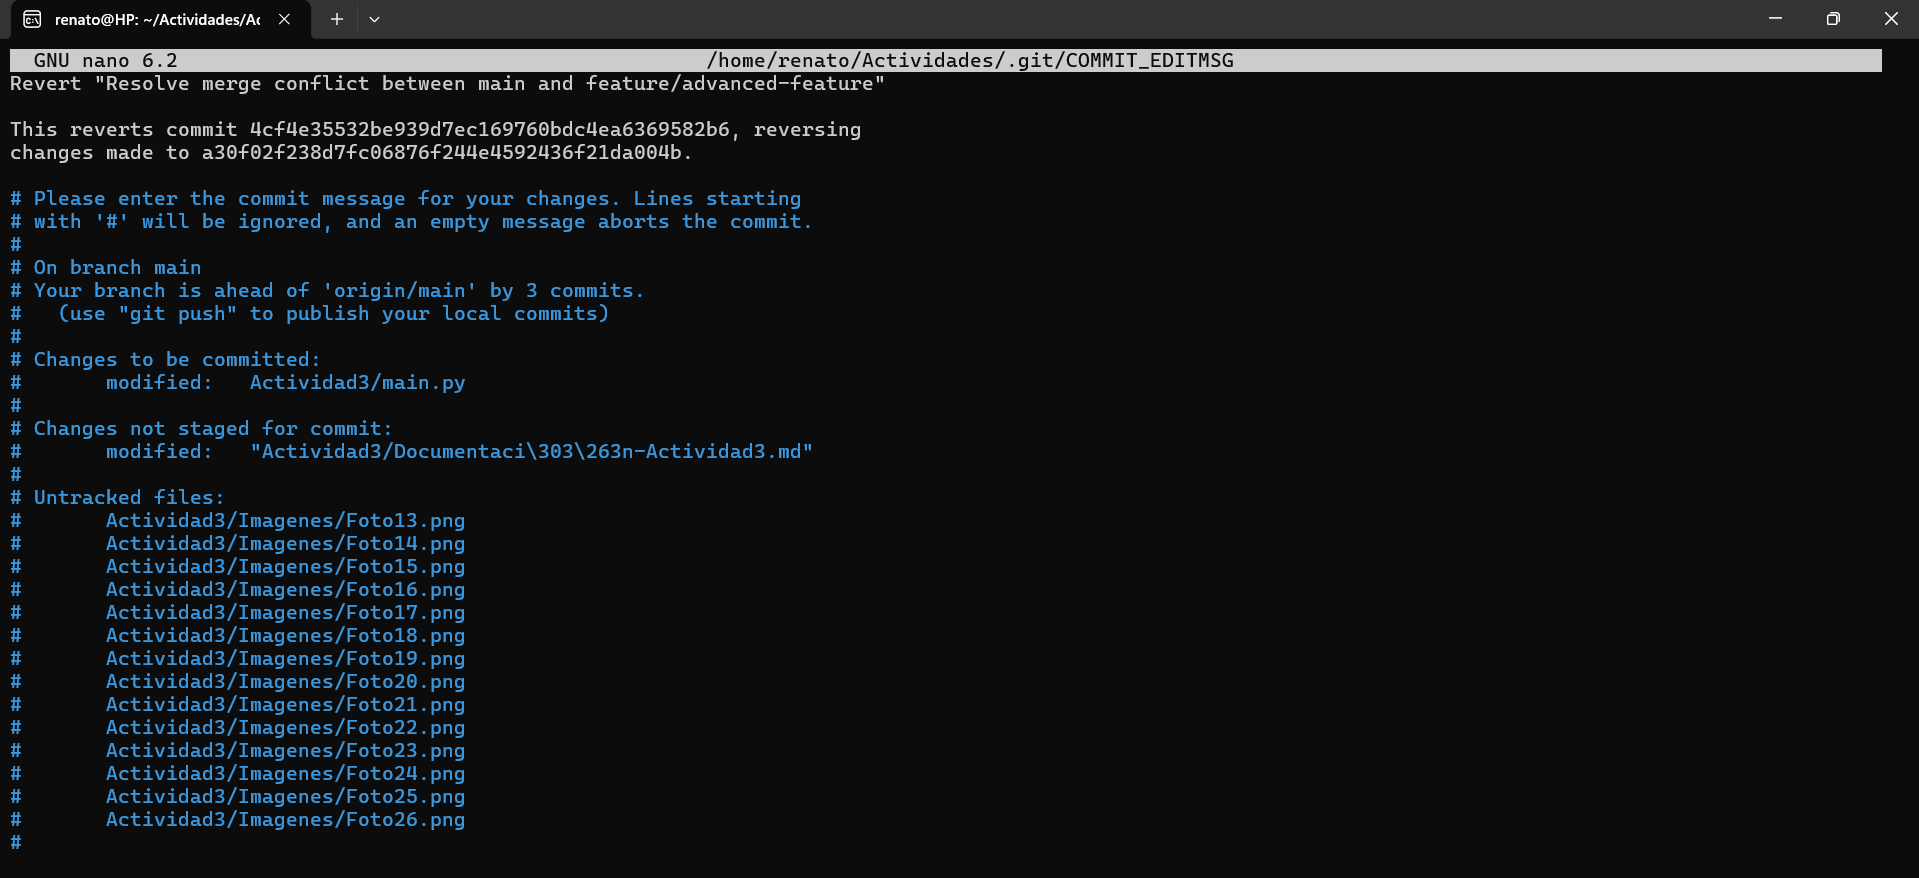 renato@HP: ~/Actividades/Ac
GNU nano 6.2 /home/renato/Actividades/.git/COMMIT_EDITMSG
Revert "Resolve merge conflict between main and feature/advanced-feature"
This reverts commit 4cf4e35532be939d7ec169760bdc4ea6369582b6, reversing
changes made to a30f02f238d7fc06876f244e4592436f21da004b.
# Please enter the commit message for your changes. Lines starting
# with '#' will be ignored, and an empty message aborts the commit.
#
# On branch main
# Your branch is ahead of 'origin/main' by 3 commits.
#   (use "git push" to publish your local commits)
#
# Changes to be committed:
#       modified:   Actividad3/main.py
#
# Changes not staged for commit:
#       modified:   "Actividad3/Documentaci\303\263n-Actividad3.md"
#
# Untracked files:
#       Actividad3/Imagenes/Foto13.png
#       Actividad3/Imagenes/Foto14.png
#       Actividad3/Imagenes/Foto15.png
#       Actividad3/Imagenes/Foto16.png
#       Actividad3/Imagenes/Foto17.png
#       Actividad3/Imagenes/Foto18.png
#       Actividad3/Imagenes/Foto19.png
#       Actividad3/Imagenes/Foto20.png
#       Actividad3/Imagenes/Foto21.png
#       Actividad3/Imagenes/Foto22.png
#       Actividad3/Imagenes/Foto23.png
#       Actividad3/Imagenes/Foto24.png
#       Actividad3/Imagenes/Foto25.png
#       Actividad3/Imagenes/Foto26.png
#